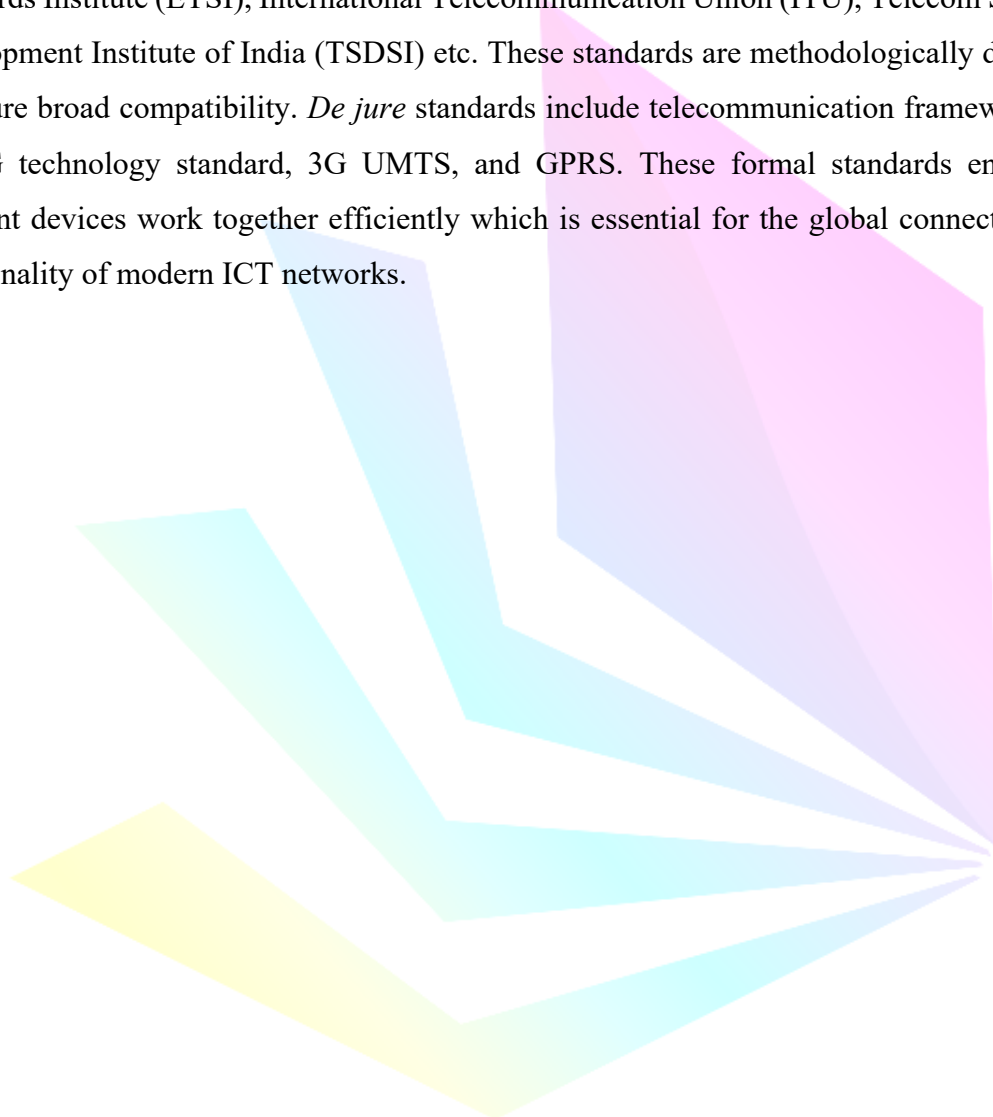 rds Institute (ETSI), International Telecommunication Union (ITU), Telecom
opment Institute of India (TSDSI) etc. These standards are methodologically d
ure broad compatibility. De jure standards include telecommunication framew
G technology standard, 3G UMTS, and GPRS. These formal standards en
nt devices work together efficiently which is essential for the global connect
nality of modern ICT networks.